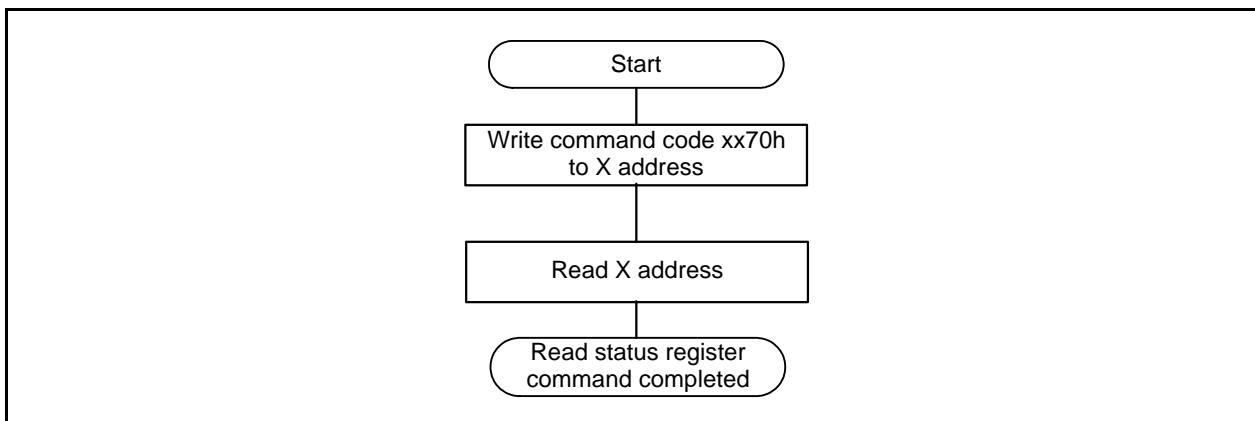 Start
Write command code xx70h
to X address
Read X address
Read status register
command completed